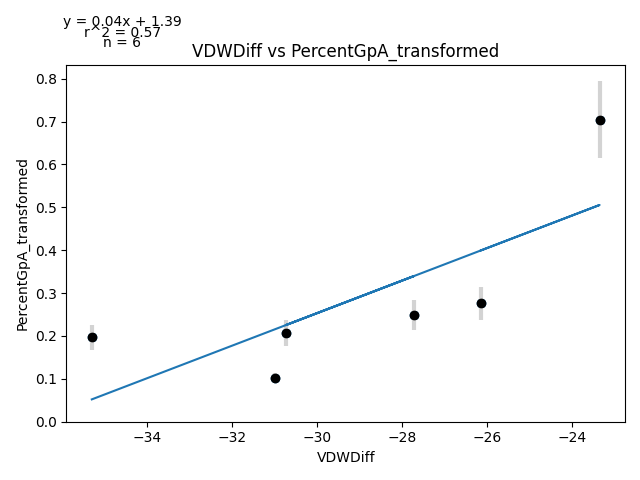 y = 0.04x + 1.39
r^2 = 0.57
n = 6
VDWDiff vs PercentGpA_transformed
0.8
0.7
0.6
0.5
0.4
0.3
0.2
0.1
0.0
PercentGpA_transformed
−34
−32
−30
−28
−26
−24
VDWDiff